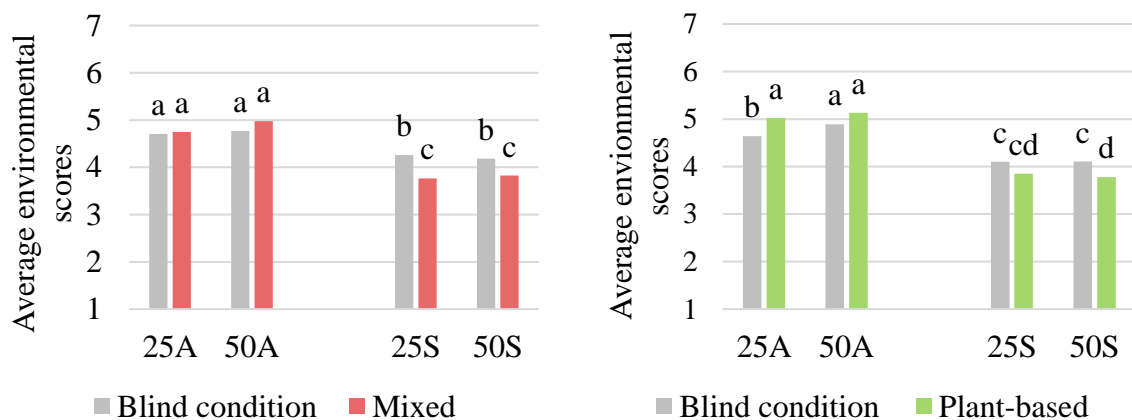 Average environmental
scores
7
6
5
4
3
2
1
a a a a b c b c
25A 50A 25S 50S
Blind condition Mixed
Average envionmental
scores
7
6
5
4
3
2
1
b a a a c cd c d
25A 50A 25S 50S
Blind condition Plant-based